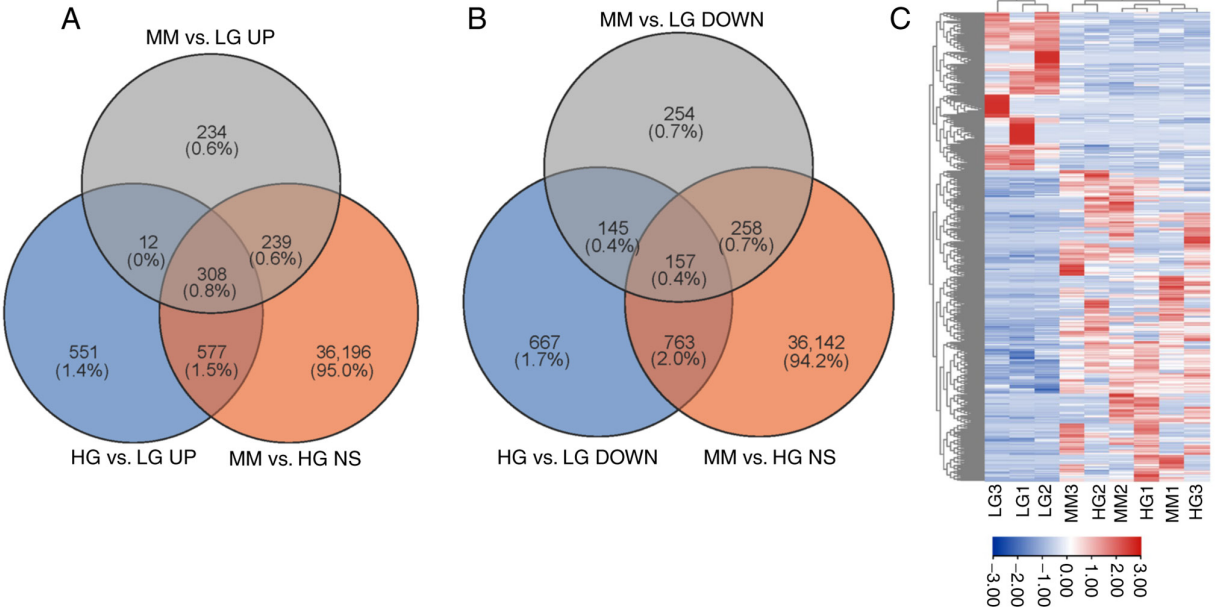 A
MM vs. LG UP
234
(0.6%)
12
(0%)
239
(0.6%)
308
(0.8%)
551
(1.4%)
577
(1.5%)
36,196
(95.0%)
HG vs. LG UP
MM vs. HG NS
B
MM vs. LG DOWN
254
(0.7%)
145
(0.4%)
258
(0.7%)
157
(0.4%)
667
(1.7%)
763
(2.0%)
36,142
(94.2%)
HG vs. LG DOWN
MM vs. HG NS
C
LG3
LG1
LG2
MM3
HG2
MM2
HG1
MM1
HG3
−3.00
−2.00
−1.00
0.00
1.00
2.00
3.00